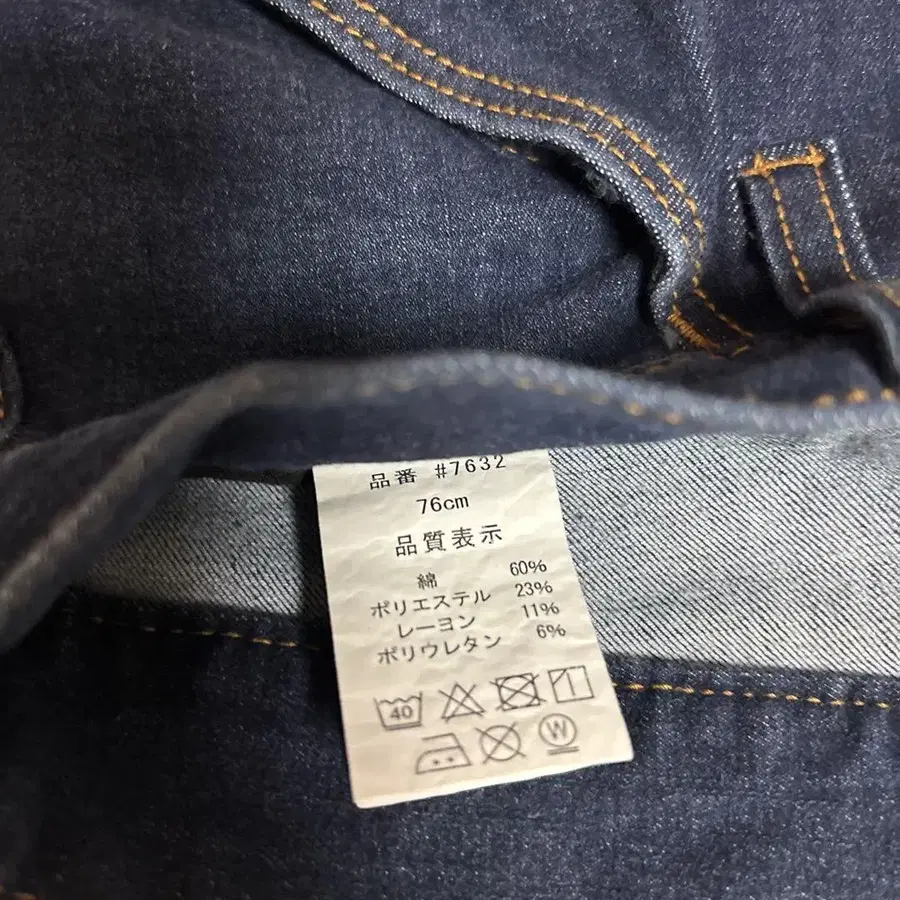 品番 #7632
76cm
品質表示
綿 60%
ポリエステル 23%
レーヨン 11%
ポリウレタン 6%
40
W